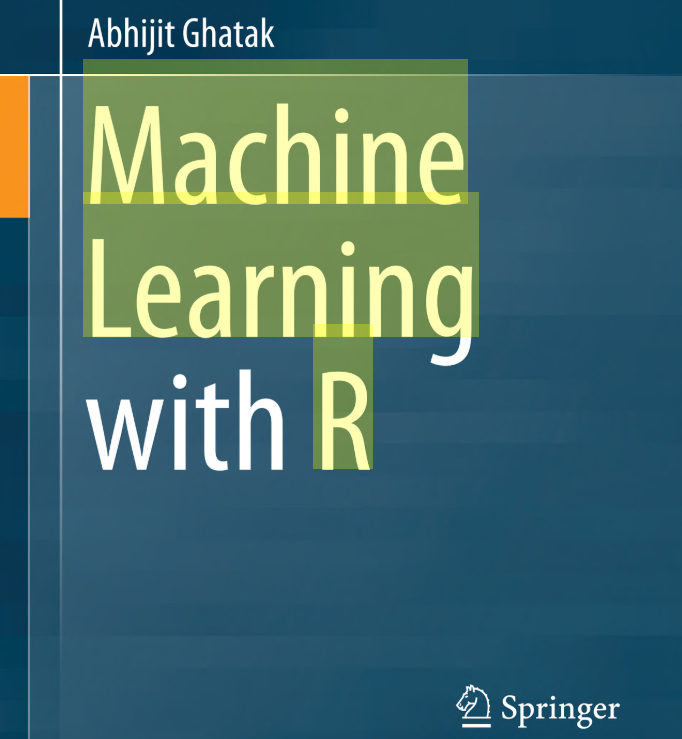 Abhijit Ghatak
Machine
Learning
with R
Springer